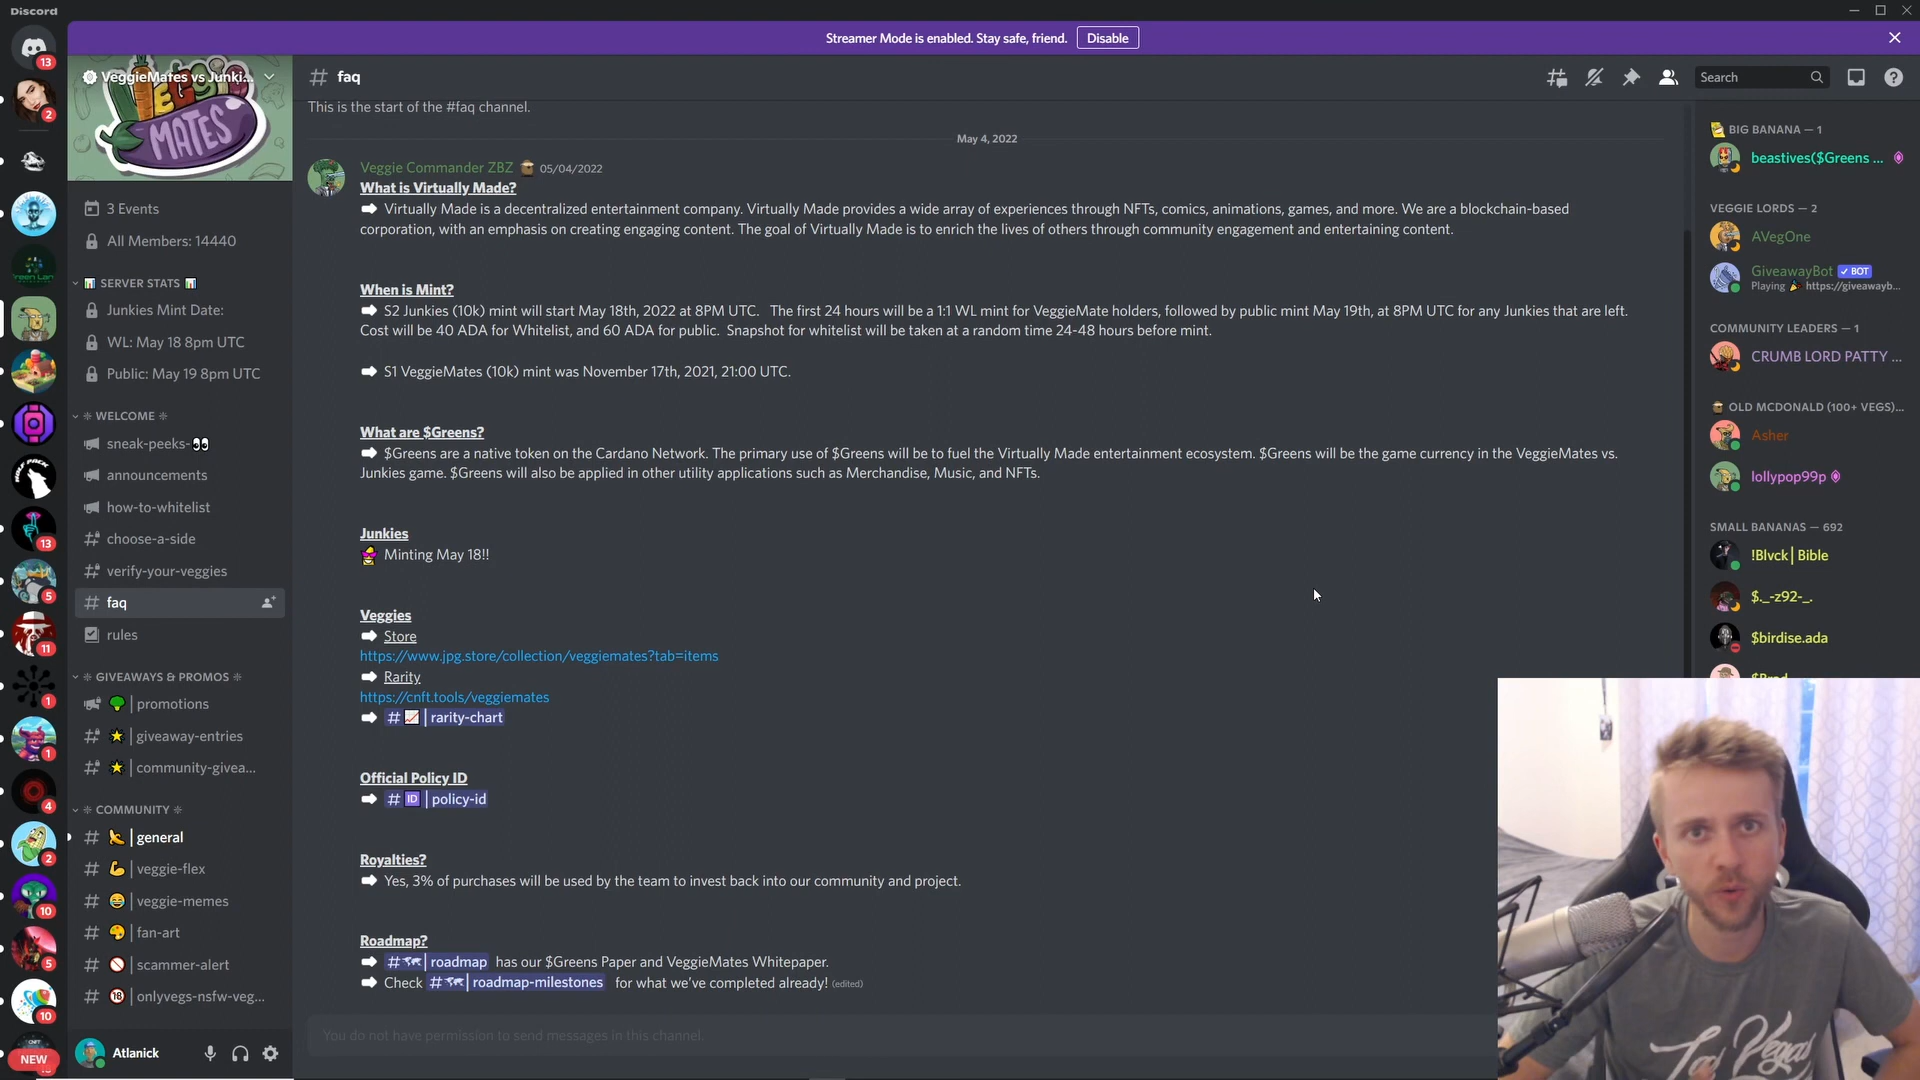 Discord
Streamer Mode is enabled. Stay safe, friend.
Disable
VeggieMates vs Junki...
VEGGIE
MATES
3 Events
All Members: 14440
SERVER STATS
Junkies Mint Date:
WL: May 18 8pm UTC
Public: May 19 8pm UTC
WELCOME
sneak-peeks-👀
announcements
how-to-whitelist
choose-a-side
verify-your-veggies
# faq
rules
GIVEAWAYS & PROMOS
promotions
giveaway-entries
community-givea...
COMMUNITY
# general
# veggie-flex
# veggie-memes
# fan-art
# scammer-alert
# onlyvegs-nsfw-veg...
Atlanick
13
2
13
5
11
1
1
4
2
10
5
10
NEW
# faq
Search
This is the start of the #faq channel.
May 4, 2022
Veggie Commander ZBZ 05/04/2022
What is Virtually Made?
➡ Virtually Made is a decentralized entertainment company. Virtually Made provides a wide array of experiences through NFTs, comics, animations, games, and more. We are a blockchain-based
corporation, with an emphasis on creating engaging content. The goal of Virtually Made is to enrich the lives of others through community engagement and entertaining content.
When is Mint?
➡ S2 Junkies (10k) mint will start May 18th, 2022 at 8PM UTC. The first 24 hours will be a 1:1 WL mint for VeggieMate holders, followed by public mint May 19th, at 8PM UTC for any Junkies that are left.
Cost will be 40 ADA for Whitelist, and 60 ADA for public. Snapshot for whitelist will be taken at a random time 24-48 hours before mint.
➡ S1 VeggieMates (10k) mint was November 17th, 2021, 21:00 UTC.
What are $Greens?
➡ $Greens are a native token on the Cardano Network. The primary use of $Greens will be to fuel the Virtually Made entertainment ecosystem. $Greens will be the game currency in the VeggieMates vs.
Junkies game. $Greens will also be applied in other utility applications such as Merchandise, Music, and NFTs.
Junkies
Minting May 18!!
Veggies
➡ Store
https://www.jpg.store/collection/veggiemates?tab=items
➡ Rarity
https://cnft.tools/veggiemates
➡ # | rarity-chart
Official Policy ID
➡ # ID | policy-id
Royalties?
➡ Yes, 3% of purchases will be used by the team to invest back into our community and project.
Roadmap?
➡ # | roadmap has our $Greens Paper and VeggieMates Whitepaper.
➡ Check # | roadmap-milestones for what we've completed already! (edited)
You do not have permission to send messages in this channel.
BIG BANANA — 1
beastives($Greens ...
VEGGIE LORDS — 2
AVegOne
GiveawayBot ✓ BOT
Playing https://giveawayb...
COMMUNITY LEADERS — 1
CRUMB LORD PATTY ...
OLD MCDONALD (100+ VEGS)...
Asher
lollypop99p
SMALL BANANAS — 692
!Blvck | Bible
$._-z92-_.
$birdise.ada
Las Vegas